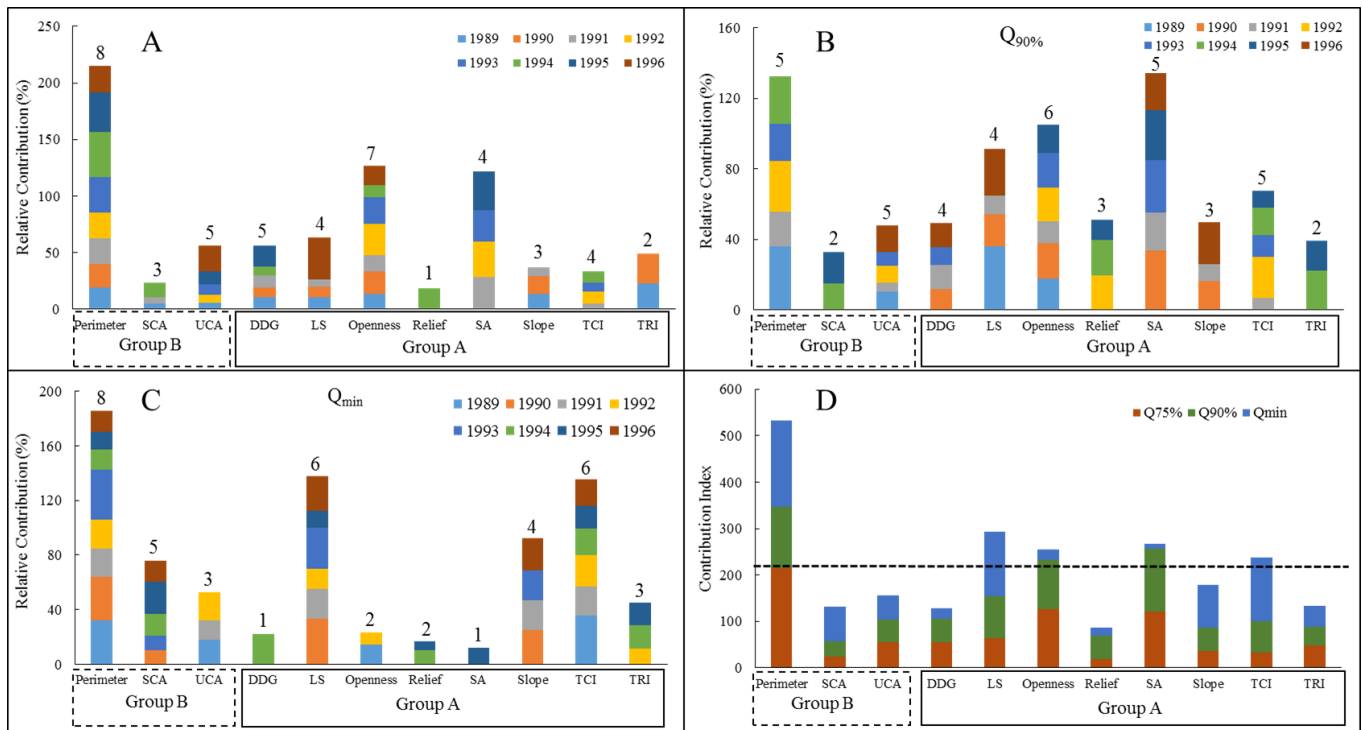 A
1989 1990 1991 1992
1993 1994 1995 1996
Relative Contribution (%)
250
200
150
100
50
0
8 3 5 5 4 7 1 4 3 4 2
Perimeter SCA UCA DDG LS Openness Relief SA Slope TCI TRI
Group B Group A
B
Q90%
1989 1990 1991 1992
1993 1994 1995 1996
Relative Contribution (%)
160
120
80
40
0
5 2 5 4 4 6 3 5 3 5 2
Perimeter SCA UCA DDG LS Openness Relief SA Slope TCI TRI
Group B Group A
C
Qmin
1989 1990 1991 1992
1993 1994 1995 1996
Relative Contribution (%)
200
160
120
80
40
0
8 5 3 1 6 2 2 1 4 6 3
Perimeter SCA UCA DDG LS Openness Relief SA Slope TCI TRI
Group B Group A
D
Q75% Q90% Qmin
Contribution Index
600
500
400
300
200
100
0
Perimeter SCA UCA DDG LS Openness Relief SA Slope TCI TRI
Group B Group A